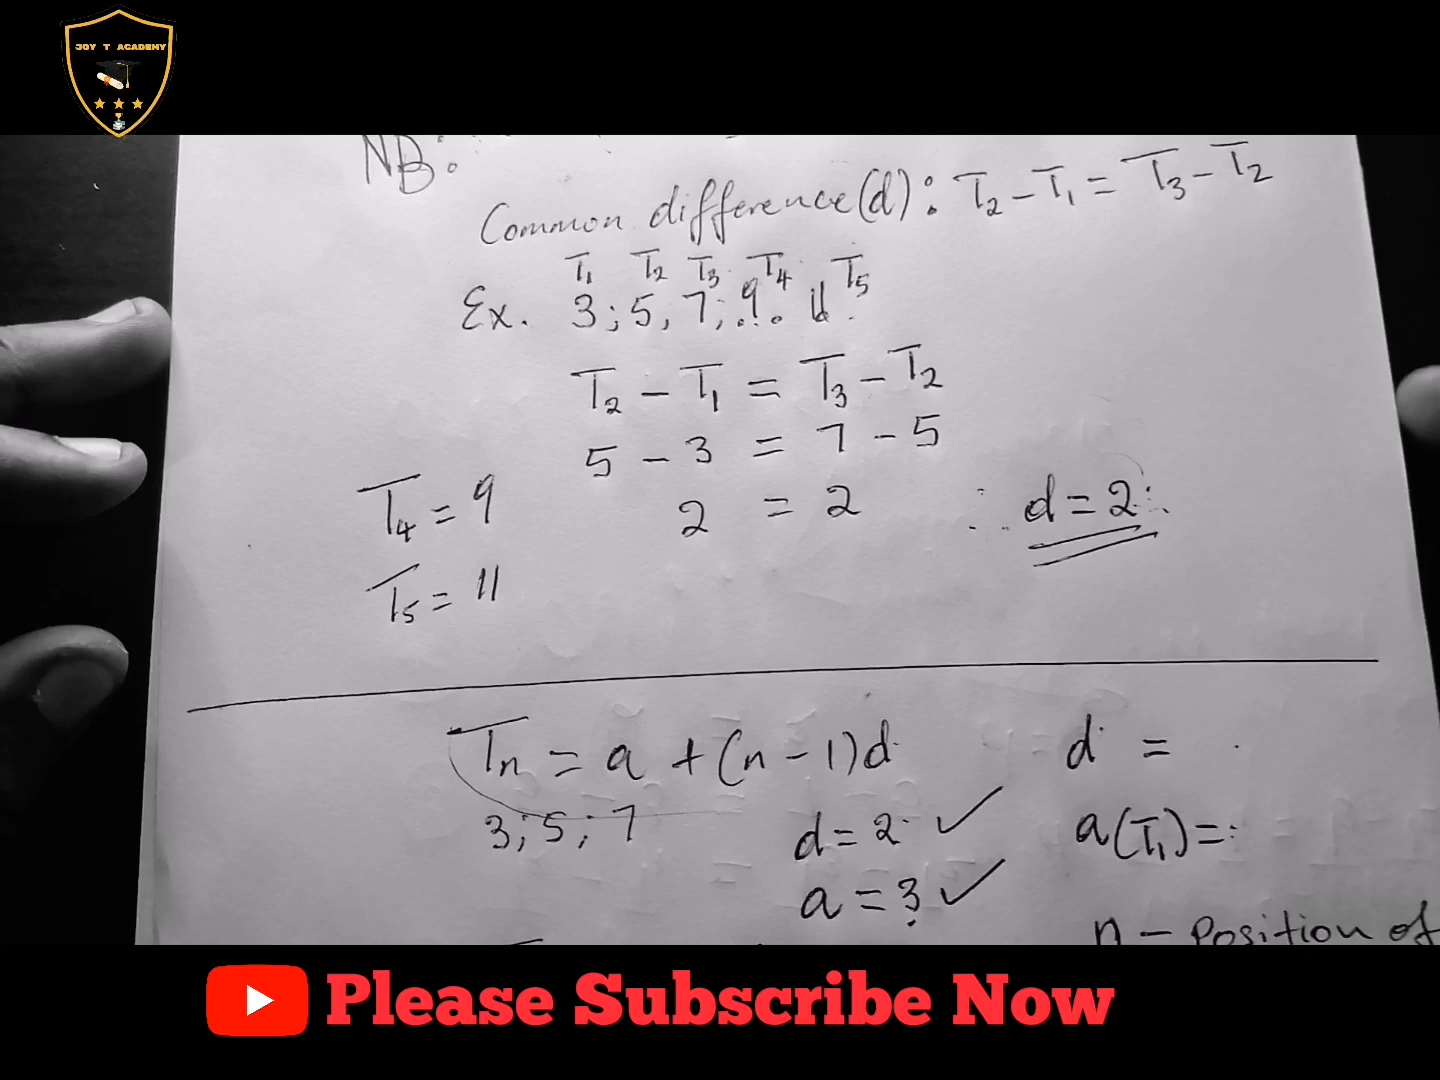 JOY T ACADEMY
NB:
Common difference (d): T₂ - T₁ = T₃ - T₂
T₁ T₂ T₃ T₄ T₅
Ex. 3; 5, 7; 9 11
T₂ - T₁ = T₃ - T₂
5 - 3 = 7 - 5
T₄ = 9
2 = 2 ∴ d = 2
T₅ = 11
Tn = a + (n - 1)d
d =
3; 5; 7
d = 2 ✓
a(T₁) =
a = 3 ✓
n - Position of
Please Subscribe Now